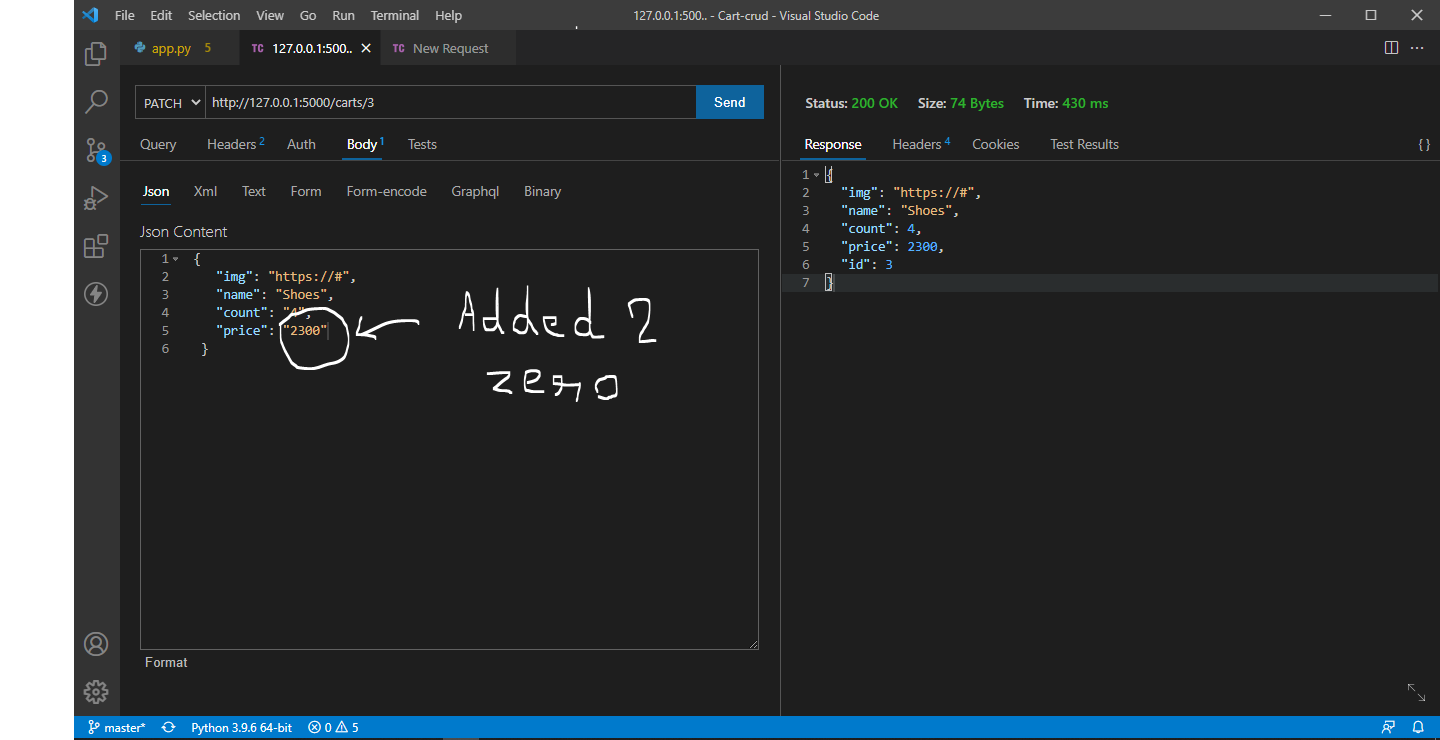 File Edit Selection View Go Run Terminal Help 127.0.0.1:500.. - Cart-crud - Visual Studio Code
app.py 5 TC 127.0.0.1:500.. TC New Request
PATCH http://127.0.0.1:5000/carts/3 Send
Query Headers 2 Auth Body 1 Tests
Json Xml Text Form Form-encode Graphql Binary
Json Content
1 {
2 "img": "https://#",
3 "name": "Shoes",
4 "count": "4",
5 "price": "2300"
6 }
Added 2
zero
Format
Status: 200 OK Size: 74 Bytes Time: 430 ms
Response Headers 4 Cookies Test Results { }
1 {
2 "img": "https://#",
3 "name": "Shoes",
4 "count": 4,
5 "price": 2300,
6 "id": 3
7 }
3
master* Python 3.9.6 64-bit 0 5